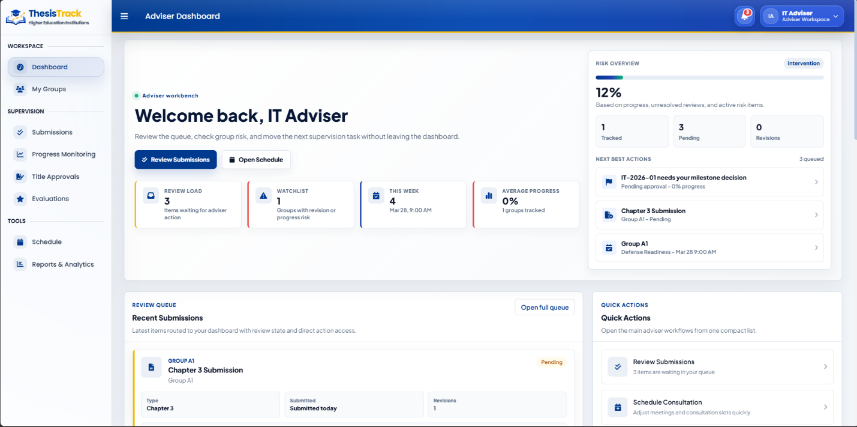 ThesisTrack
Higher Education Institutions
WORKSPACE
Dashboard
My Groups
SUPERVISION
Submissions
Progress Monitoring
Title Approvals
Evaluations
TOOLS
Schedule
Reports & Analytics
Adviser Dashboard
IA
IT Adviser
Adviser Workspace
Adviser workbench
Welcome back, IT Adviser
Review the queue, check group risk, and move the next supervision task without leaving the dashboard.
Review Submissions
Open Schedule
REVIEW LOAD
3
Items waiting for adviser
action
WATCHLIST
1
Groups with revision or
progress risk
THIS WEEK
4
Mar 28, 9:00 AM
AVERAGE PROGRESS
0%
1 groups tracked
RISK OVERVIEW
Intervention
12%
Based on progress, unresolved reviews, and active risk items.
1
Tracked
3
Pending
0
Revisions
NEXT BEST ACTIONS
3 queued
IT-2026-01 needs your milestone decision
Pending approval - 0% progress
Chapter 3 Submission
Group A1 - Pending
Group A1
Defense Readiness - Mar 28 9:00 AM
REVIEW QUEUE
Recent Submissions
Latest items routed to your dashboard with review state and direct action access.
Open full queue
GROUP A1
Chapter 3 Submission
Group A1
Pending
Type
Chapter 3
Submitted
Submitted today
Revisions
1
QUICK ACTIONS
Quick Actions
Open the main adviser workflows from one compact list.
Review Submissions
3 items are waiting in your queue
Schedule Consultation
Adjust meetings and consultation slots quickly